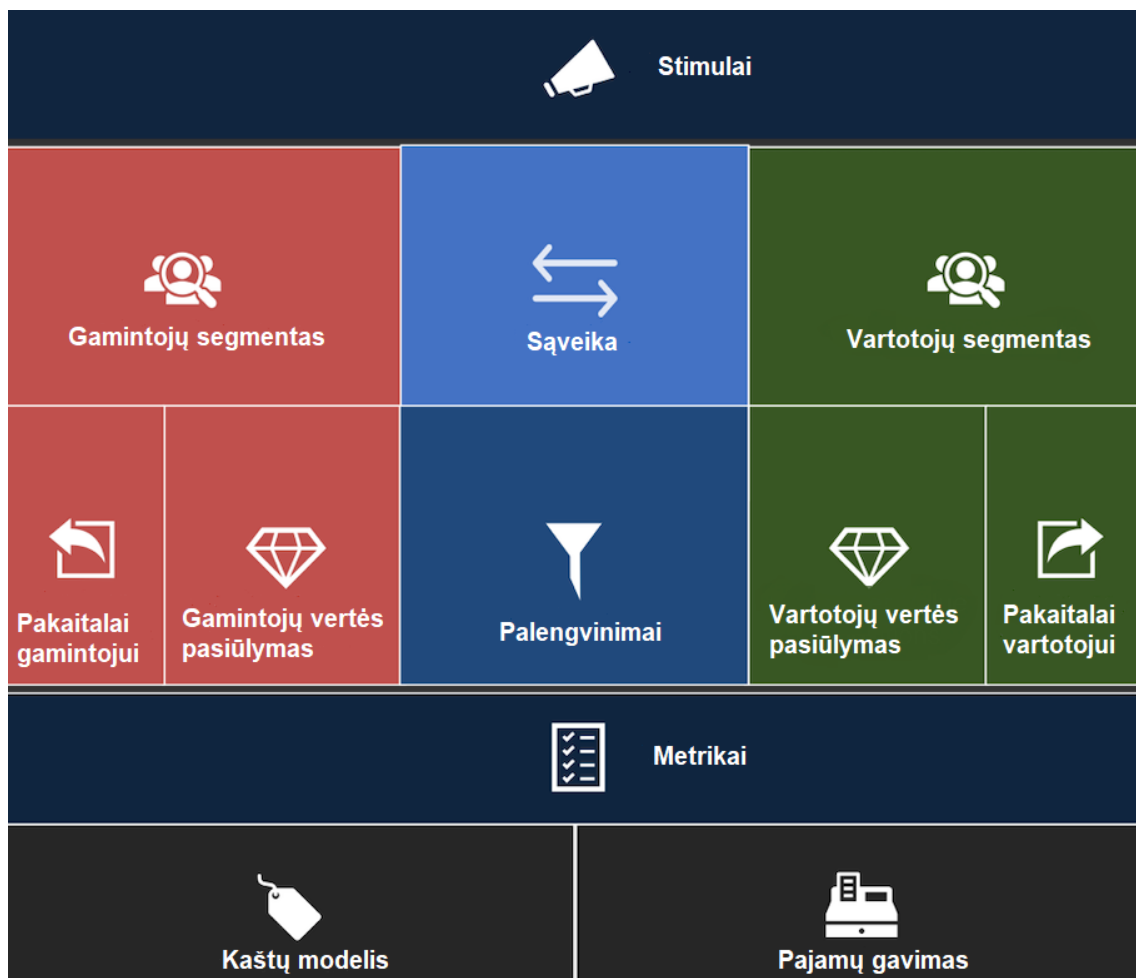 Stimulai
Gamintojų segmentas
Sąveika
Vartotojų segmentas
Pakaitalai
gamintojui
Gamintojų vertės
pasiūlymas
Palengvinimai
Vartotojų vertės
pasiūlymas
Pakaitalai
vartotojui
Metrikai
Kaštų modelis
Pajamų gavimas